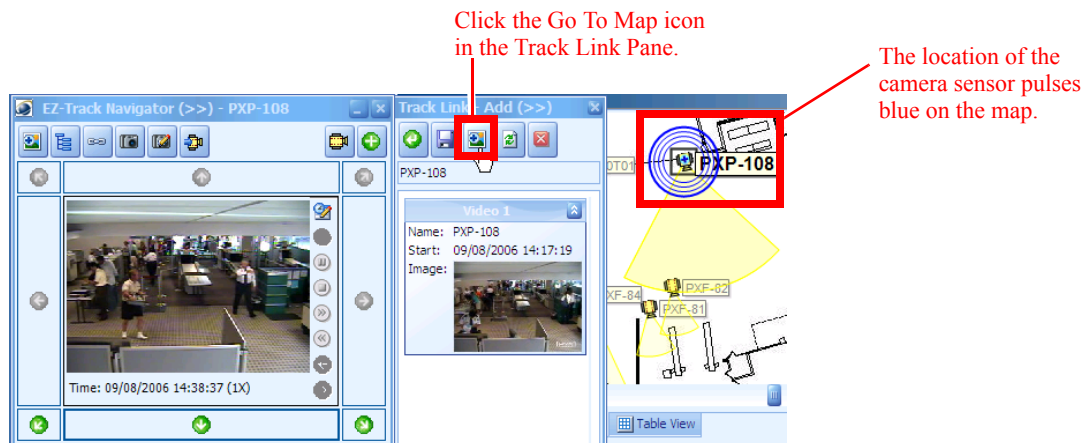 Click the Go To Map icon
in the Track Link Pane.
The location of the
camera sensor pulses
blue on the map.
EZ-Track Navigator (>>) - PXP-108
Track Link - Add (>>)
PXP-108
0T01
PXP-108
Video 1
Name: PXP-108
Start: 09/08/2006 14:17:19
Image:
XF-84
PXF-82
PXF-81
Time: 09/08/2006 14:38:37 (1X)
Table View